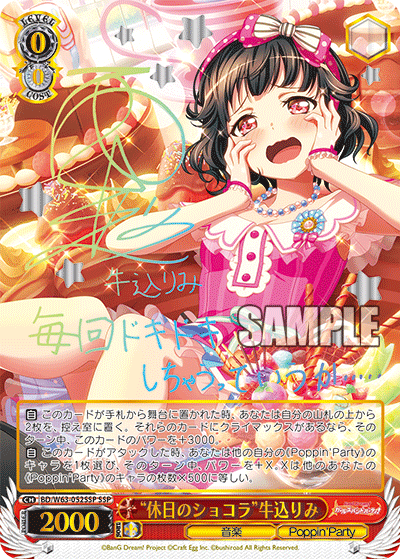 LEVEL
0
0
COST
牛込りみ
毎回ドキドキ
しちゃうって
SAMPLE
自 このカードが手札から舞台に置かれた時、あなたは自分の山札の上から
2枚を、控え室に置く。それらのカードにクライマックスがあるなら、その
ターン中、このカードのパワーを+3000。
自 このカードがアタックした時、あなたは他の自分の《Poppin'Party》の
キャラを1枚選び、そのターン中、パワーを+X。Xは他のあなたの
《Poppin'Party》のキャラの枚数×500に等しい。
CH
BD/W63-052SSP SSP
“休日のショコラ”牛込りみ
POWER
2000
音楽
Poppin'Party
©BanG Dream! Project ©Craft Egg Inc. ©bushiroad All Rights Reserved.